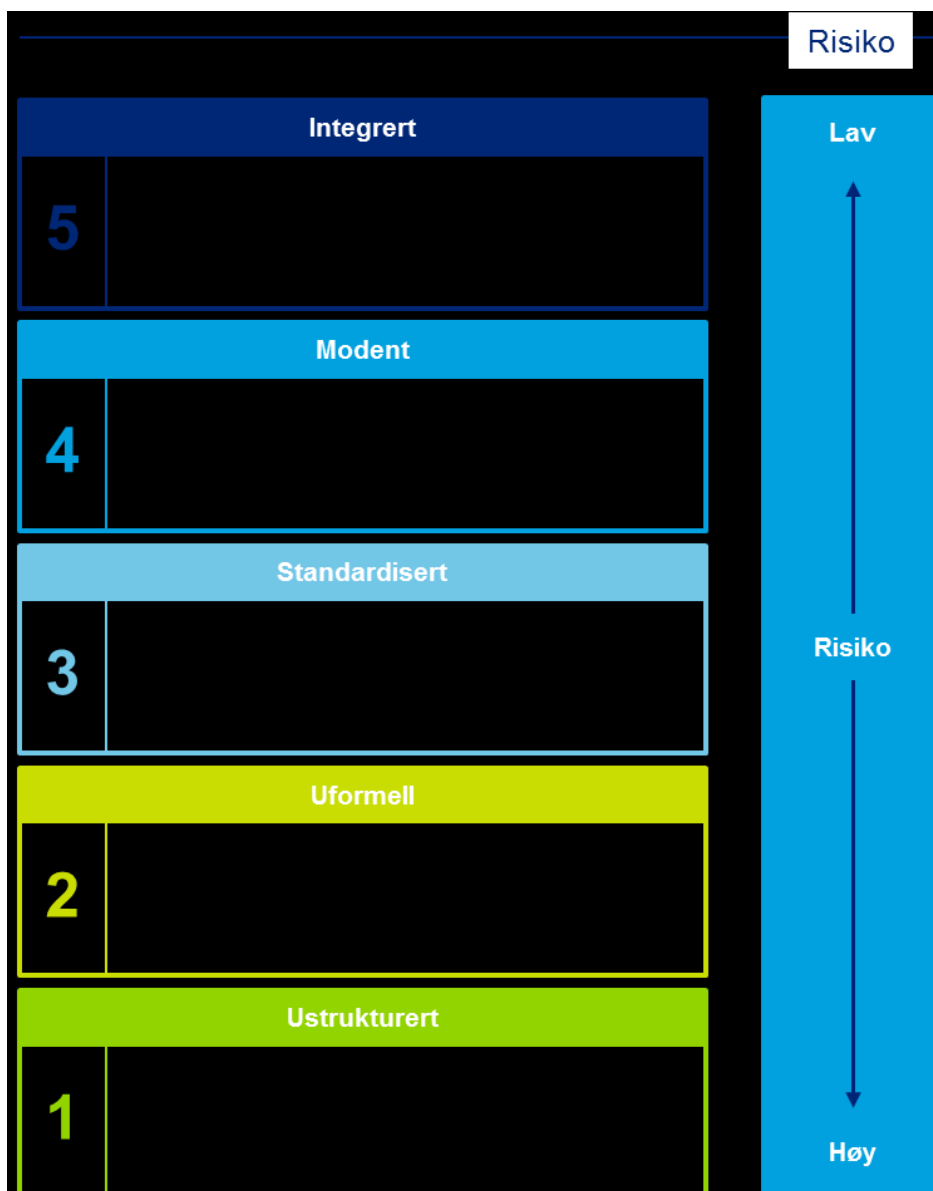 Risiko
Integrert
5
Modent
4
Standardisert
3
Uformell
2
Ustrukturert
1
Lav
Risiko
Høy